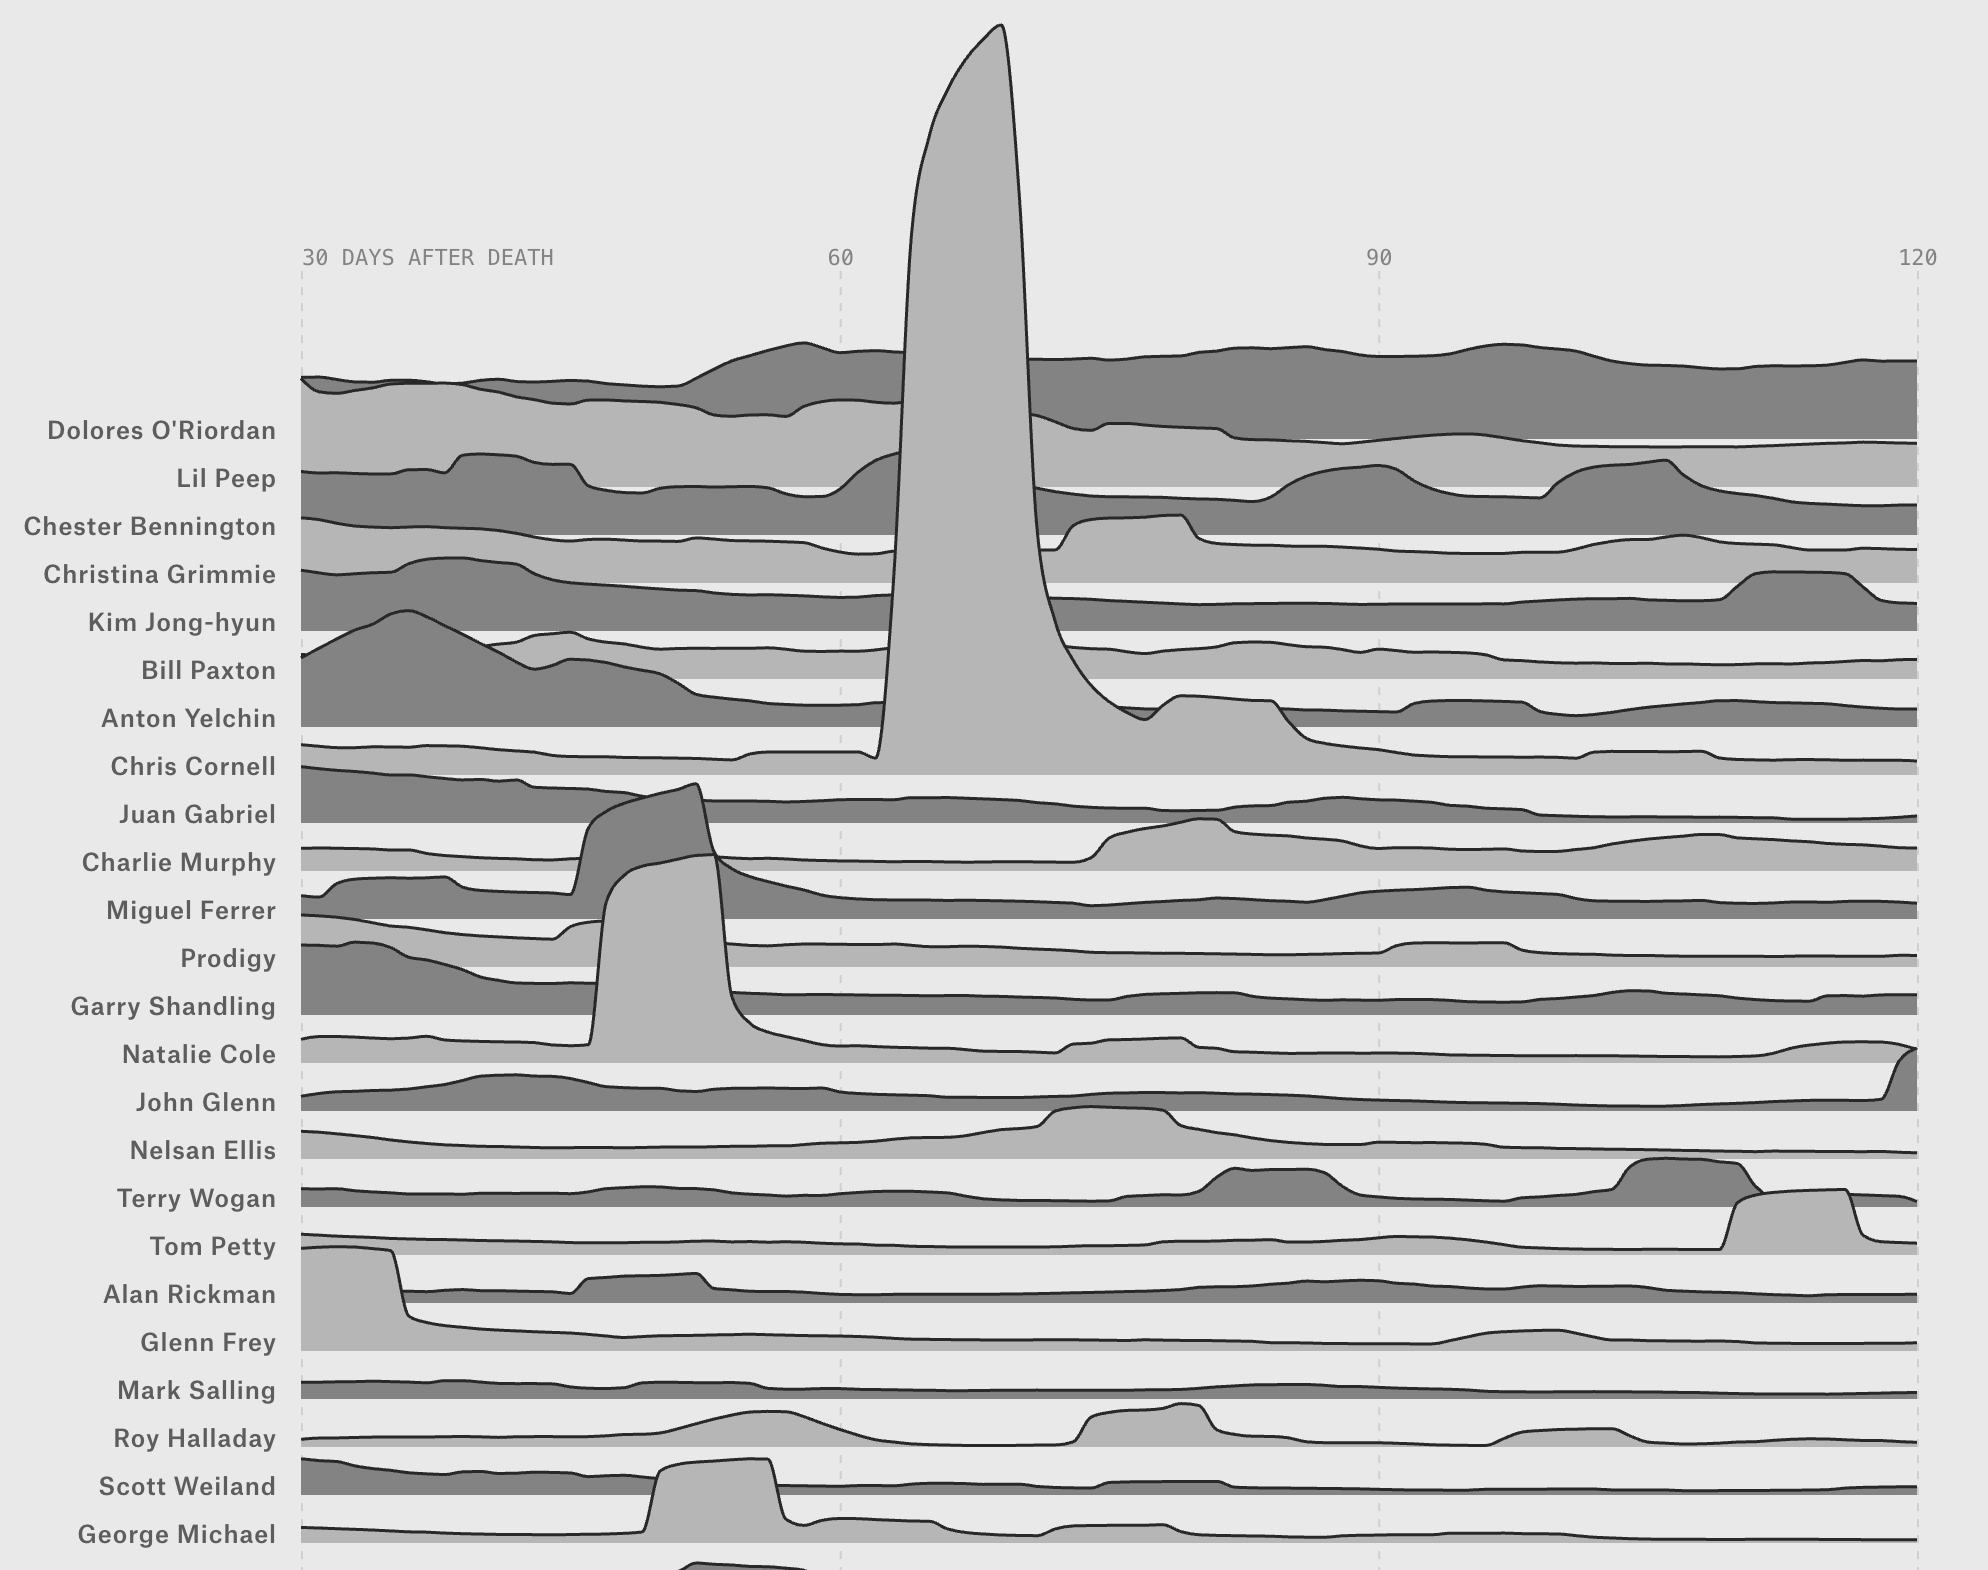 30 DAYS AFTER DEATH 60 90 120
Dolores O'Riordan
Lil Peep
Chester Bennington
Christina Grimmie
Kim Jong-hyun
Bill Paxton
Anton Yelchin
Chris Cornell
Juan Gabriel
Charlie Murphy
Miguel Ferrer
Prodigy
Garry Shandling
Natalie Cole
John Glenn
Nelsan Ellis
Terry Wogan
Tom Petty
Alan Rickman
Glenn Frey
Mark Salling
Roy Halladay
Scott Weiland
George Michael